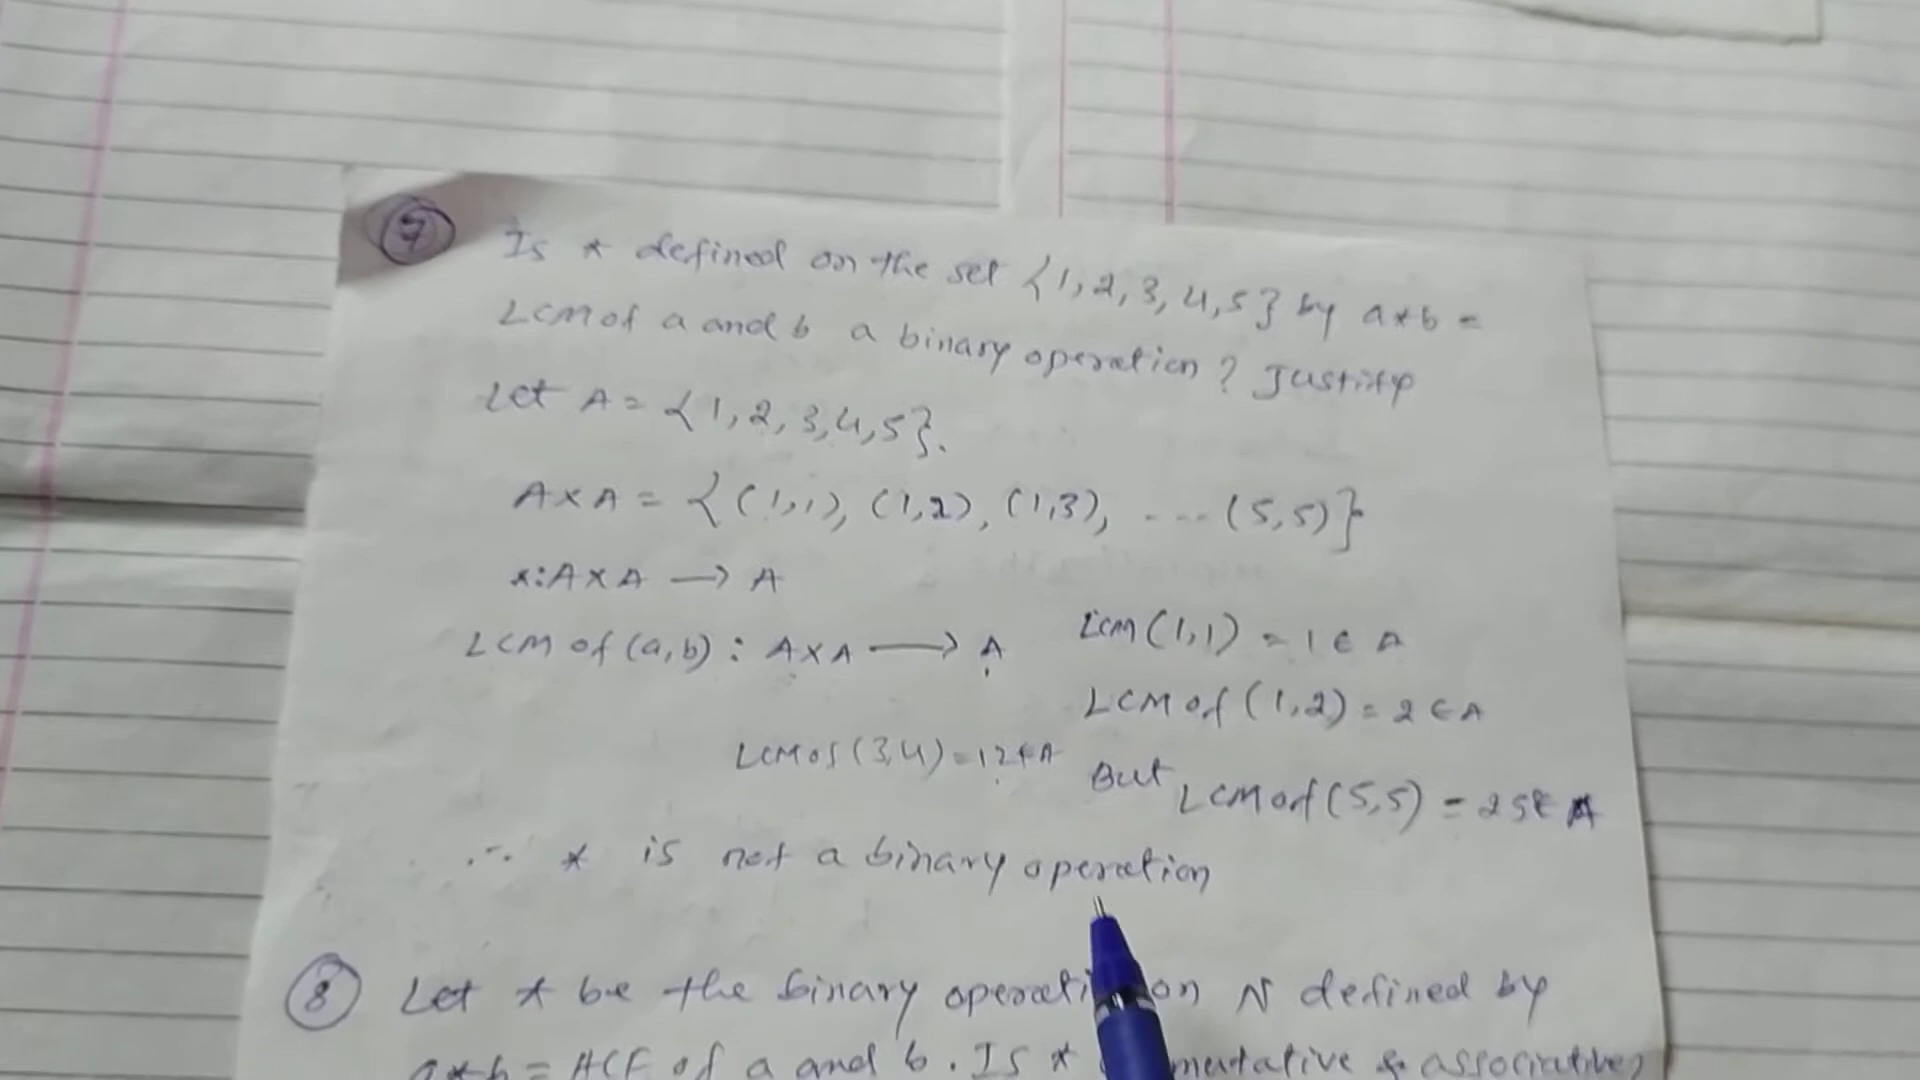 7 Is * defined on the set {1,2,3,4,5} by a*b =
LCM of a and b a binary operation? Justify
Let A = {1,2,3,4,5}.
A×A = {(1,1), (1,2), (1,3), ---- (5,5)}
*:A×A → A
LCM of (a,b) : A×A → A
LCM (1,1) = 1 ∈ A
LCM of (1,2) = 2 ∈ A
LCM of (3,4) = 12 ∉ A
But LCM of (5,5) = 25 ∉ A
∴ * is not a binary operation
8 Let * be the binary operation on N defined by
a*b = HCF of a and b. Is * & associative